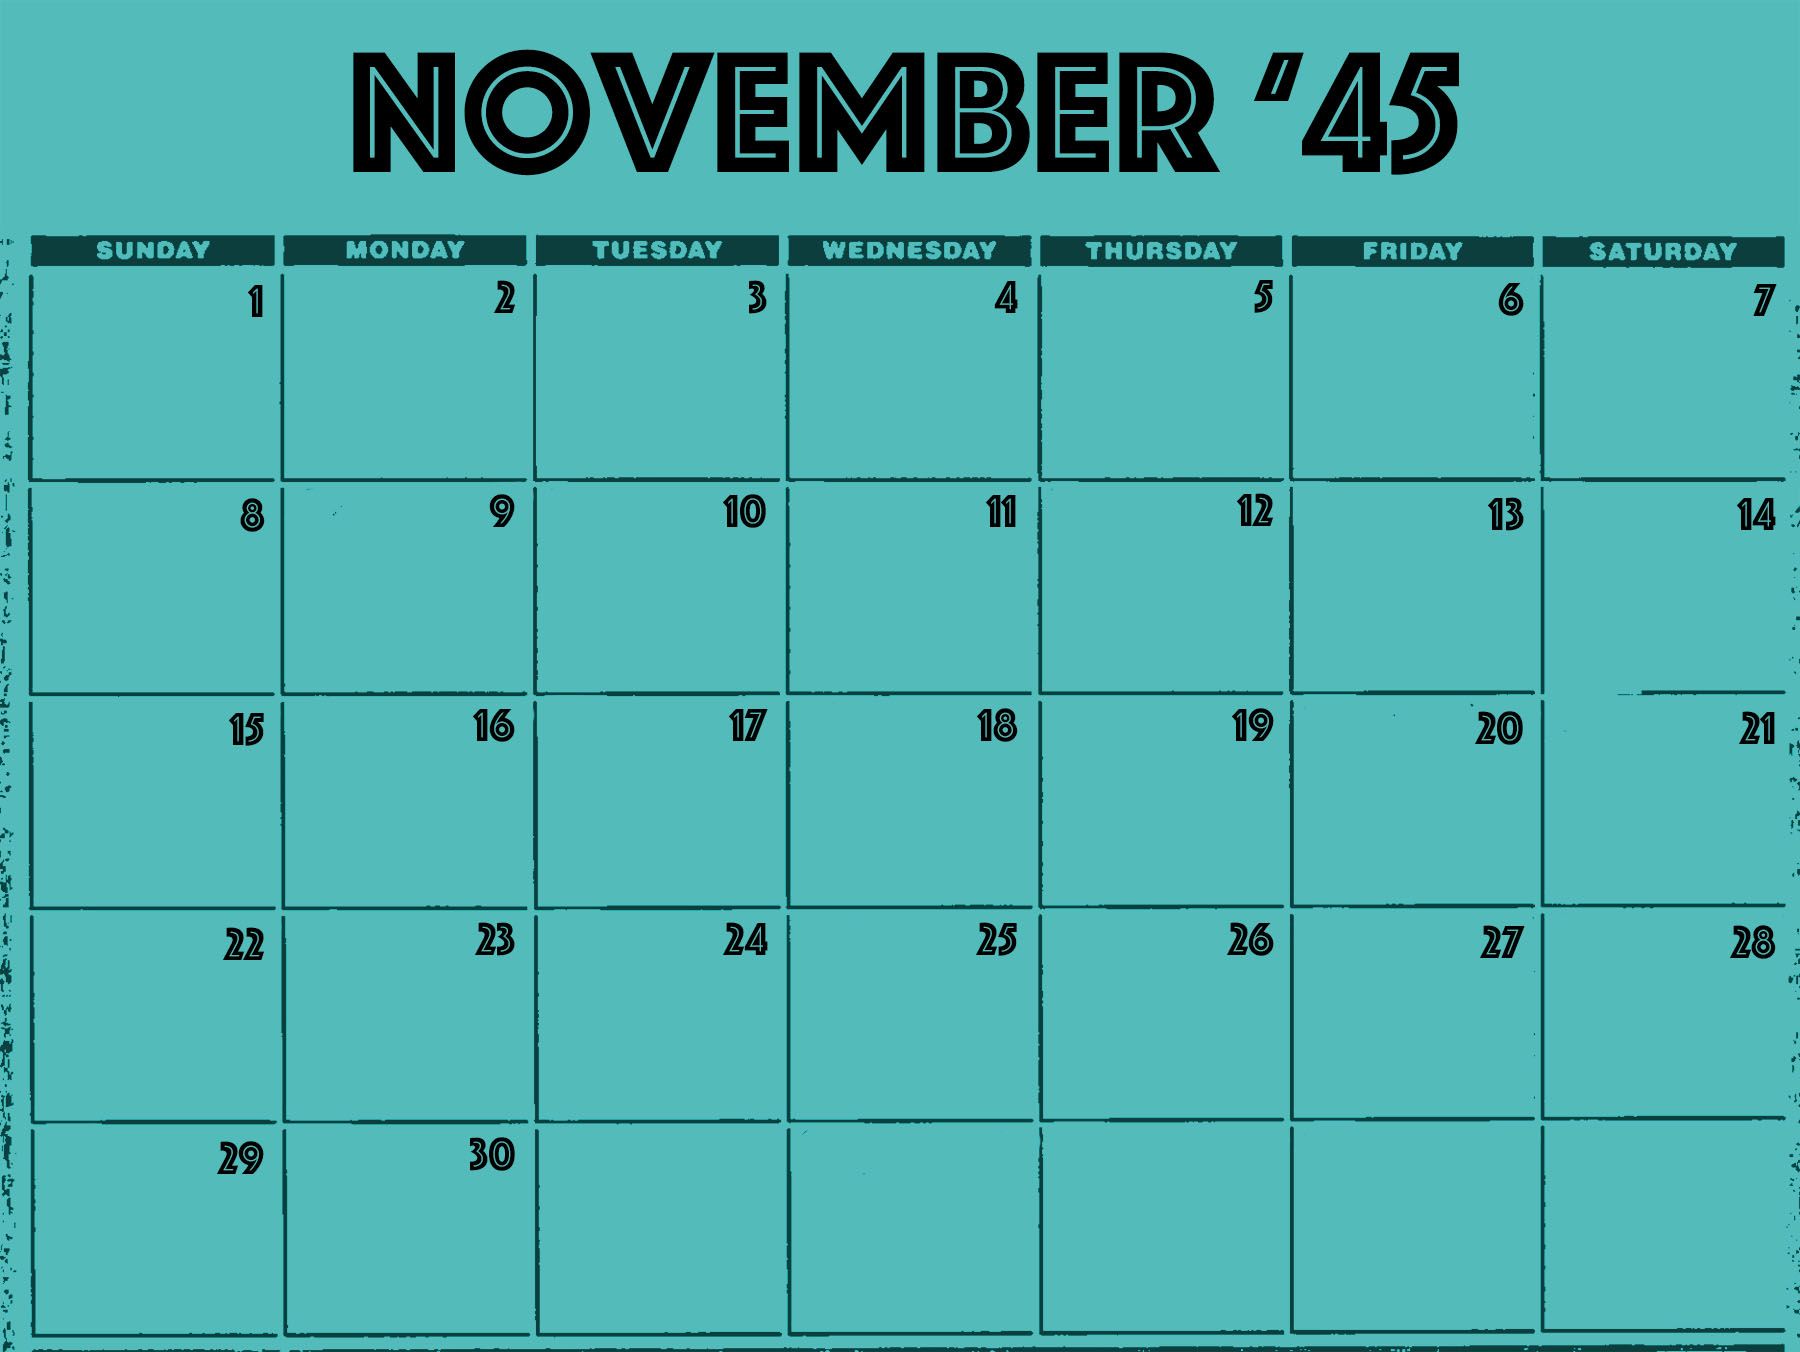 NOVEMBER '45
SUNDAY MONDAY TUESDAY WEDNESDAY THURSDAY FRIDAY SATURDAY
1 2 3 4 5 6 7
8 9 10 11 12 13 14
15 16 17 18 19 20 21
22 23 24 25 26 27 28
29 30